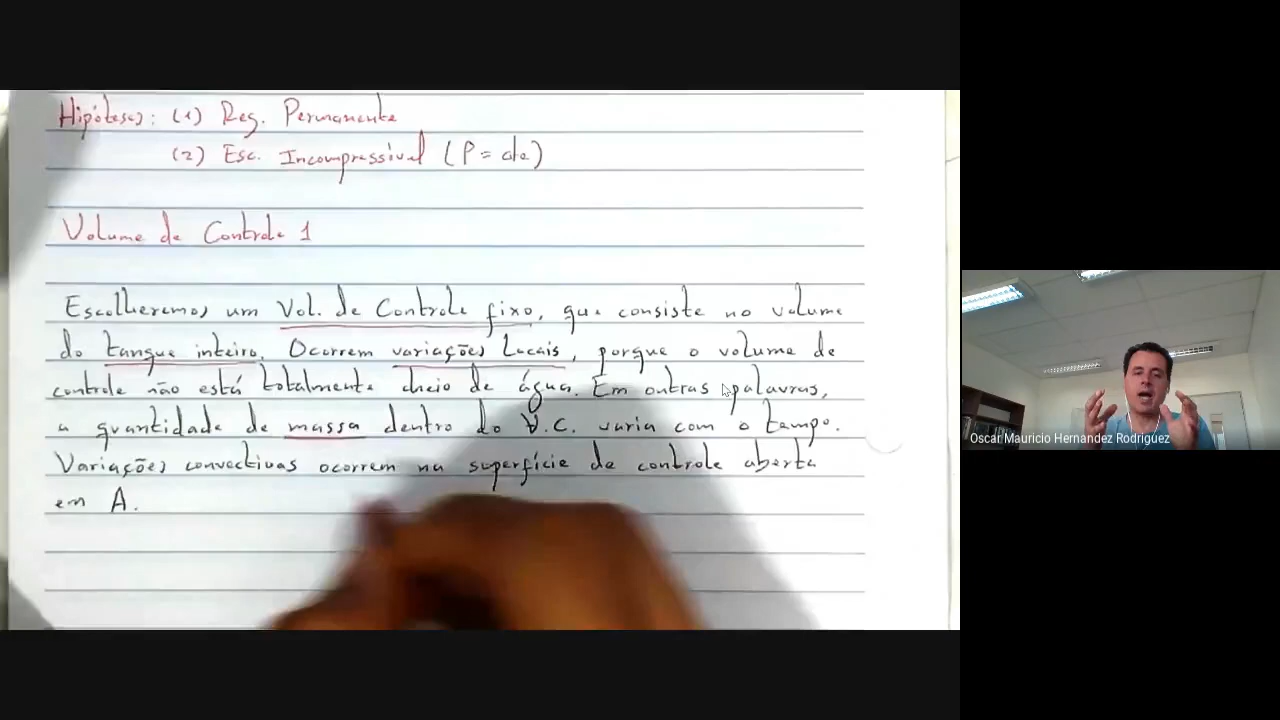 Hipóteses: (1) Reg. Permanente
(2) Esc. Incompressível (ρ = cte)
Volume de Controle 1
Escolheremos um Vol. de Controle fixo, que consiste no volume
do tanque inteiro. Ocorrem variações Locais, porque o volume de
controle não está totalmente cheio de água. Em outras palavras,
a quantidade de massa dentro do V.C. varia com o tempo.
Variações convectivas ocorrem na superfície de controle aberta
em A.
Oscar Mauricio Hernandez Rodriguez